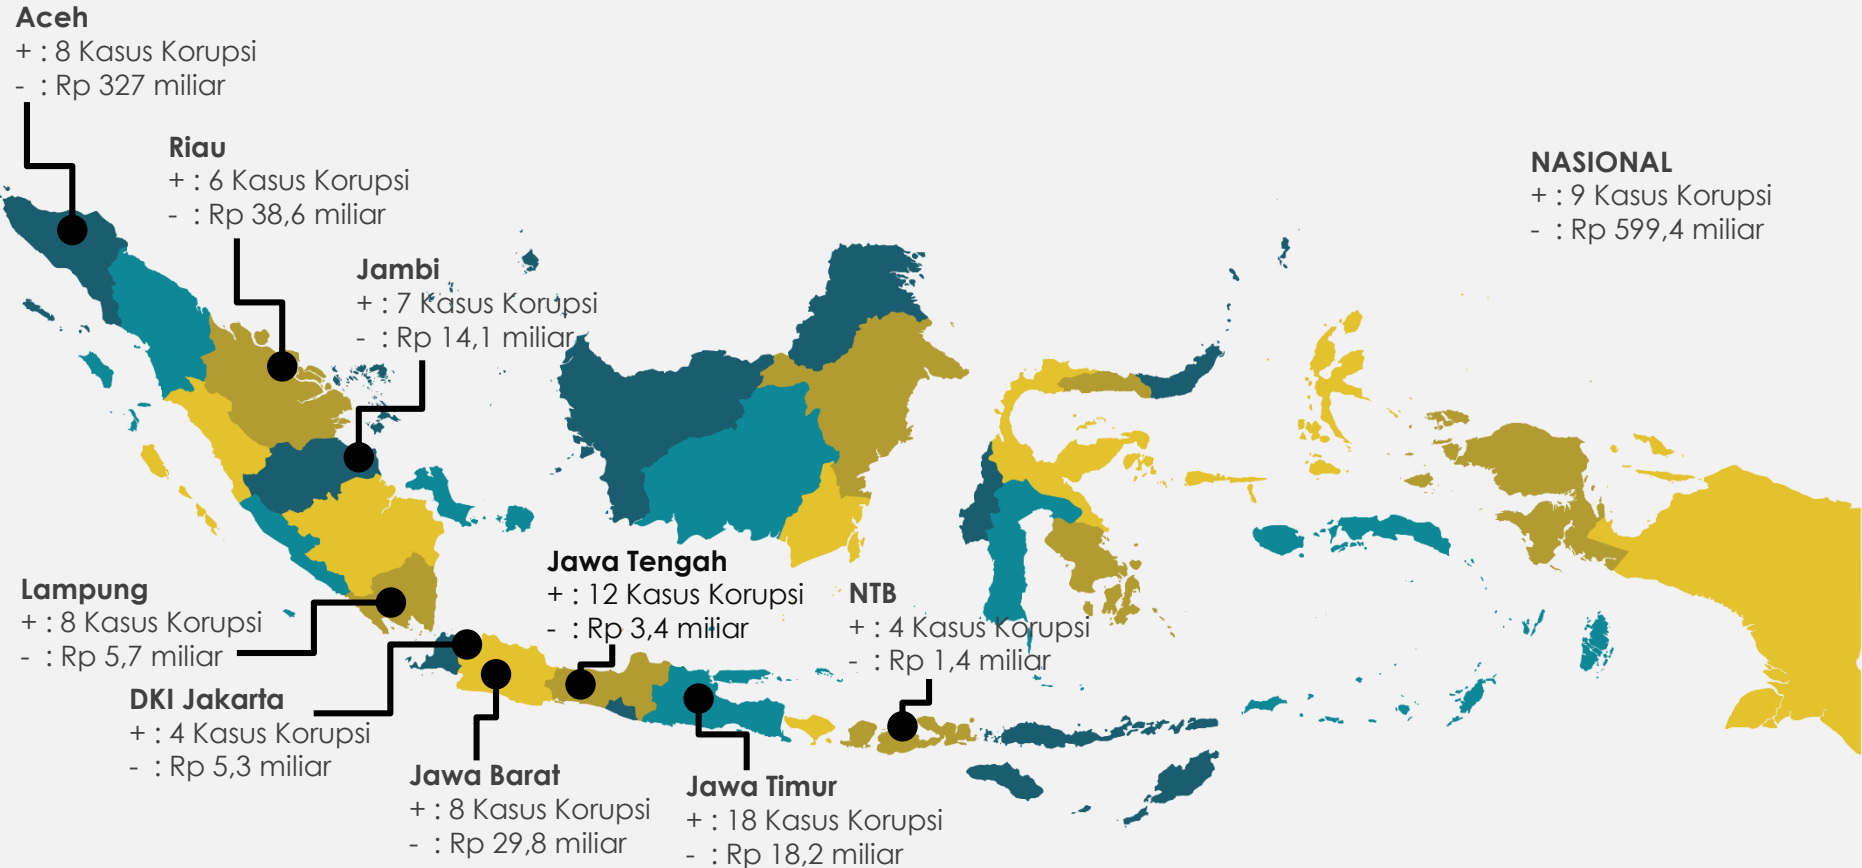 Aceh
+ : 8 Kasus Korupsi
- : Rp 327 miliar
Riau
+ : 6 Kasus Korupsi
- : Rp 38,6 miliar
NASIONAL
+ : 9 Kasus Korupsi
- : Rp 599,4 miliar
Jambi
+ : 7 Kasus Korupsi
- : Rp 14,1 miliar
Jawa Tengah
+ : 12 Kasus Korupsi
- : Rp 3,4 miliar
Lampung
+ : 8 Kasus Korupsi
- : Rp 5,7 miliar
NTB
+ : 4 Kasus Korupsi
- : Rp 1,4 miliar
DKI Jakarta
+ : 4 Kasus Korupsi
- : Rp 5,3 miliar
Jawa Barat
+ : 8 Kasus Korupsi
- : Rp 29,8 miliar
Jawa Timur
+ : 18 Kasus Korupsi
- : Rp 18,2 miliar